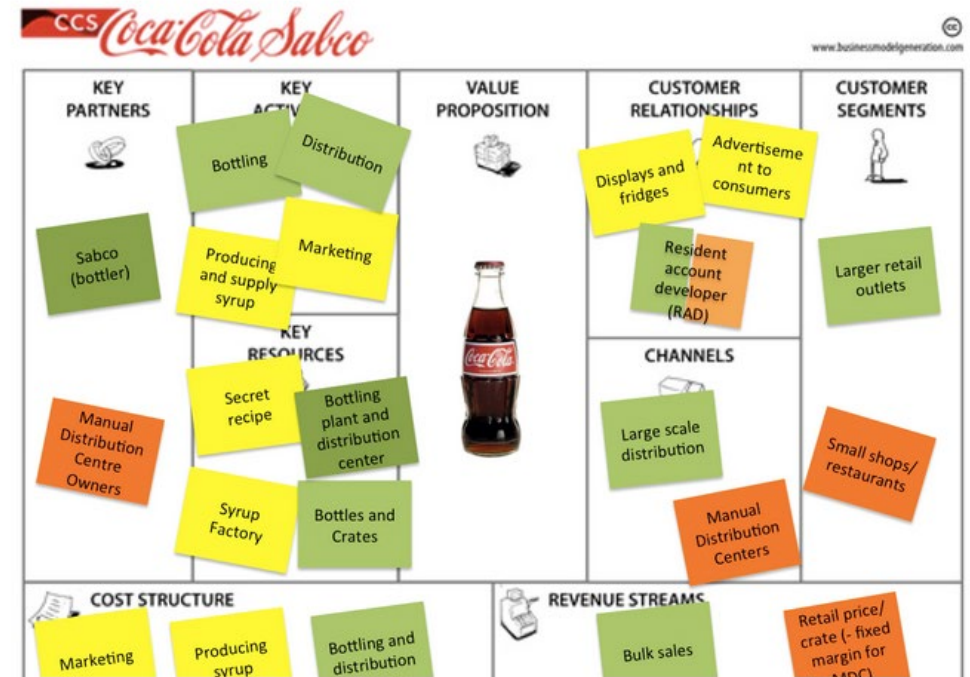 CCS Coca-Cola Sabco
www.businessmodelgeneration.com
KEY
PARTNERS
Sabco
(bottler)
Manual
Distribution
Centre
Owners
KEY
Bottling
Distribution
Producing
and supply
syrup
Marketing
KEY
RESOURCES
Secret
recipe
Bottling
plant and
distribution
center
Syrup
Factory
Bottles and
Crates
VALUE
PROPOSITION
Coca-Cola
CUSTOMER
RELATIONSHIPS
Displays and
fridges
Advertiseme
nt to
consumers
Resident
account
developer
(RAD)
CHANNELS
Large scale
distribution
Manual
Distribution
Centers
CUSTOMER
SEGMENTS
Larger retail
outlets
Small shops/
restaurants
COST STRUCTURE
Marketing
Producing
syrup
Bottling and
distribution
REVENUE STREAMS
Bulk sales
Retail price/
crate (- fixed
margin for
MDC)